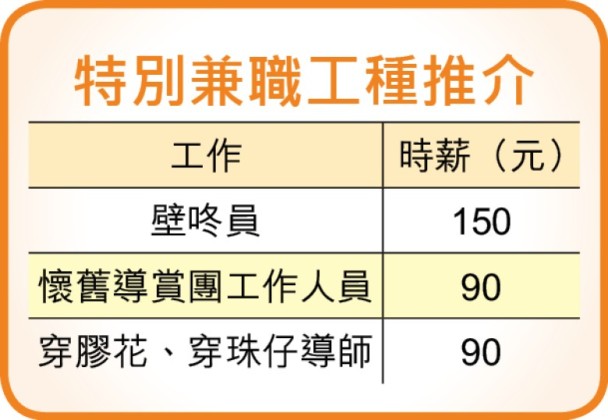 特別兼職工種推介
工作 時薪（元）
壁咚員 150
懷舊導賞團工作人員 90
穿膠花、穿珠仔導師 90